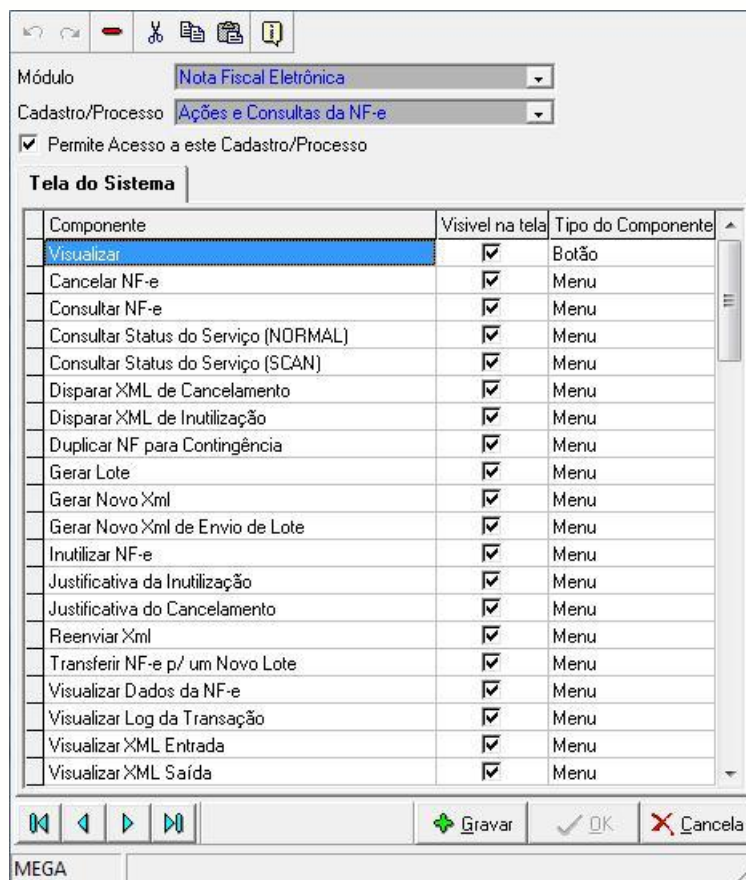 Módulo Nota Fiscal Eletrônica
Cadastro/Processo Ações e Consultas da NF-e
Permite Acesso a este Cadastro/Processo
Tela do Sistema
Componente Visivel na tela Tipo do Componente
Visualizar Botão
Cancelar NF-e Menu
Consultar NF-e Menu
Consultar Status do Serviço (NORMAL) Menu
Consultar Status do Serviço (SCAN) Menu
Disparar XML de Cancelamento Menu
Disparar XML de Inutilização Menu
Duplicar NF para Contingência Menu
Gerar Lote Menu
Gerar Novo Xml Menu
Gerar Novo Xml de Envio de Lote Menu
Inutilizar NF-e Menu
Justificativa da Inutilização Menu
Justificativa do Cancelamento Menu
Reenviar Xml Menu
Transferir NF-e p/ um Novo Lote Menu
Visualizar Dados da NF-e Menu
Visualizar Log da Transação Menu
Visualizar XML Entrada Menu
Visualizar XML Saída Menu
Gravar OK Cancela
MEGA